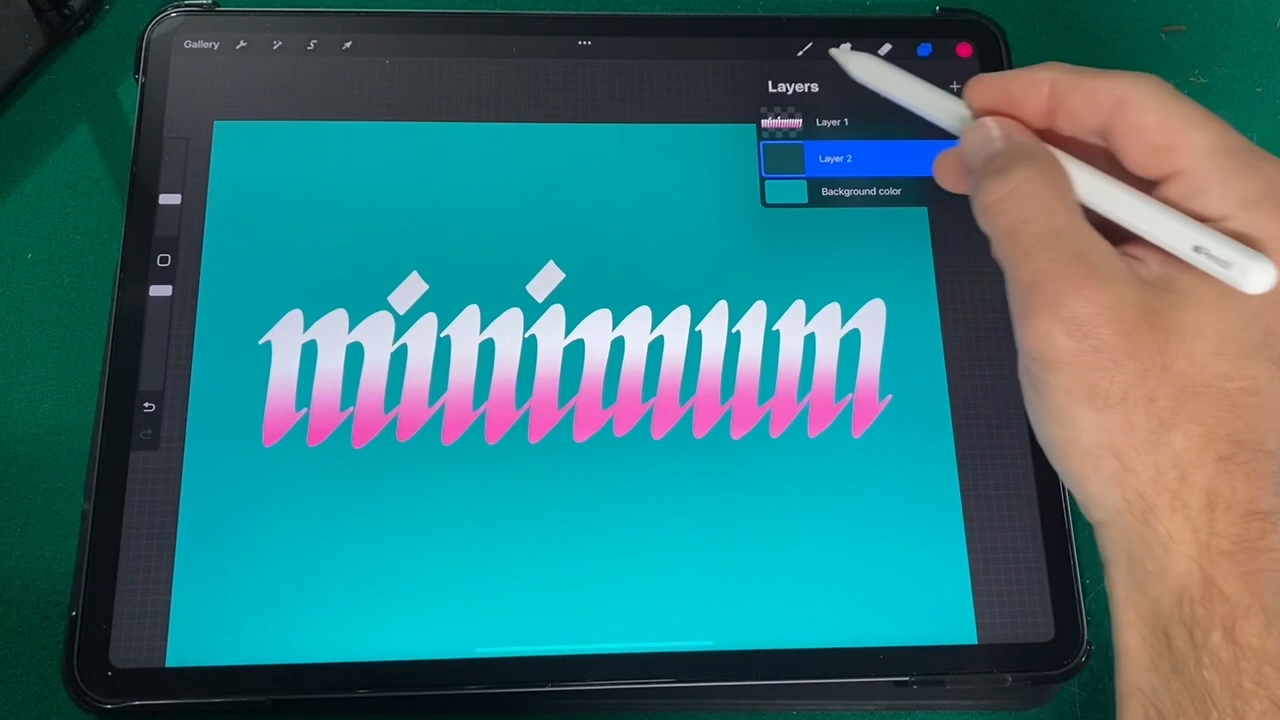 Gallery
Layers
Layer 1
Layer 2
Background color
minimum